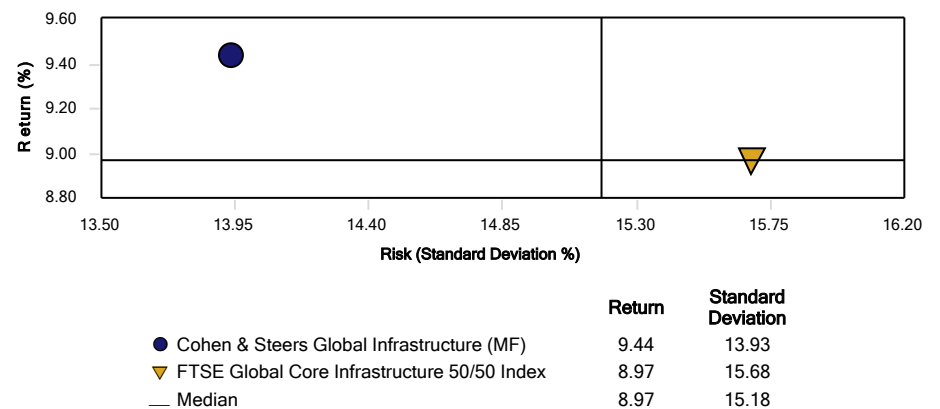 9.60
9.40
9.20
9.00
8.80
Return (%)
13.50 13.95 14.40 14.85 15.30 15.75 16.20
Risk (Standard Deviation %)
Return Standard Deviation
Cohen & Steers Global Infrastructure (MF) 9.44 13.93
FTSE Global Core Infrastructure 50/50 Index 8.97 15.68
Median 8.97 15.18